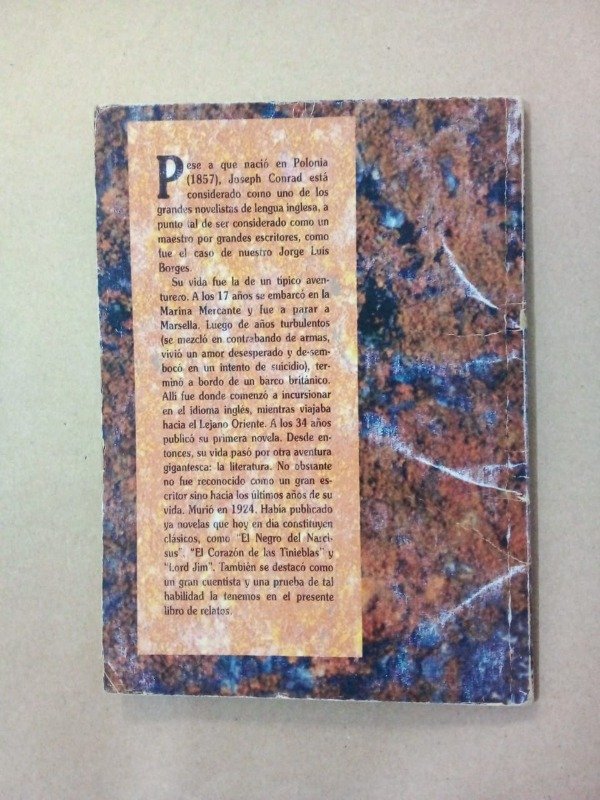 Pese a que nació en Polonia
(1857), Joseph Conrad está
considerado como uno de los
grandes novelistas de lengua inglesa, a
punto tal de ser considerado como un
maestro por grandes escritores, como
fue el caso de nuestro Jorge Luis
Borges.
Su vida fue la de un típico aven-
turero. A los 17 años se embarcó en la
Marina Mercante y fue a parar a
Marsella. Luego de años turbulentos
(se mezcló en contrabando de armas,
vivió un amor desesperado y desem-
bocó en un intento de suicidio), ter-
minó a bordo de un barco británico.
Allí fue donde comenzó a incursionar
en el idioma inglés, mientras viajaba
hacia el Lejano Oriente. A los 34 años
publicó su primera novela. Desde en-
tonces, su vida pasó por otra aventura
gigantesca: la literatura. No obstante
no fue reconocido como un gran es-
critor sino hacia los últimos años de su
vida. Murió en 1924. Había publicado
ya novelas que hoy en día constituyen
clásicos, como "El Negro del Narci-
sus", "El Corazón de las Tinieblas" y
"Lord Jim". También se destacó como
un gran cuentista y una prueba de tal
habilidad la tenemos en el presente
libro de relatos.